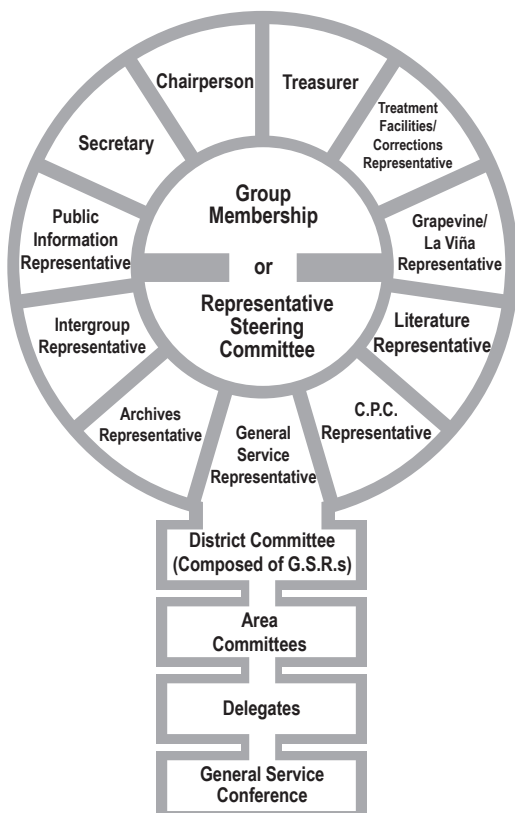 Chairperson
Treasurer
Secretary
Treatment
Facilities/
Corrections
Representative
Group
Membership
Public
Information
Representative
Grapevine/
La Viña
Representative
or
Representative
Steering
Committee
Intergroup
Representative
Literature
Representative
Archives
Representative
General
Service
Representative
C.P.C.
Representative
District Committee
(Composed of G.S.R.s)
Area
Committees
Delegates
General Service
Conference